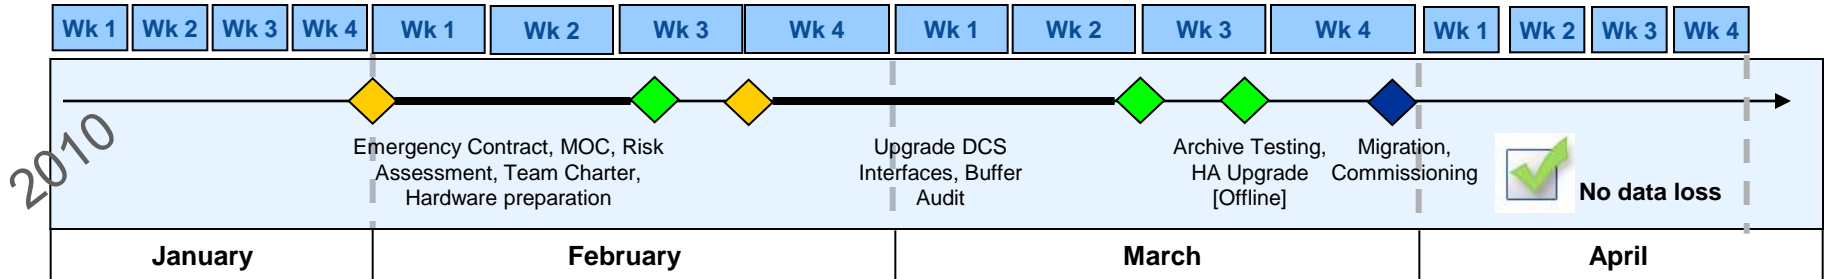 Wk 1 Wk 2 Wk 3 Wk 4 Wk 1 Wk 2 Wk 3 Wk 4 Wk 1 Wk 2 Wk 3 Wk 4 Wk 1 Wk 2 Wk 3 Wk 4
2010
Emergency Contract, MOC, Risk
Assessment, Team Charter,
Hardware preparation
Upgrade DCS
Interfaces, Buffer
Audit
Archive Testing,
HA Upgrade
[Offline]
Migration,
Commissioning
No data loss
January February March April